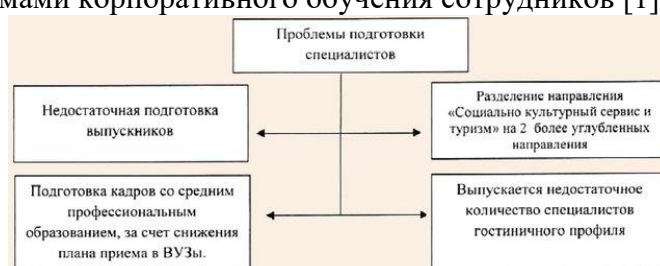 мами корпоративного обучения сотрудников [1]
Проблемы подготовки
специалистов
Недостаточная подготовка
выпускников
Разделение направления
«Социально культурный сервис и
туризм» на 2 более углубленных
направления
Подготовка кадров со средним
профессиональным
образованием, за счет снижения
плана приема в ВУЗы.
Выпускается недостаточное
количество специалистов
гостиничного профиля